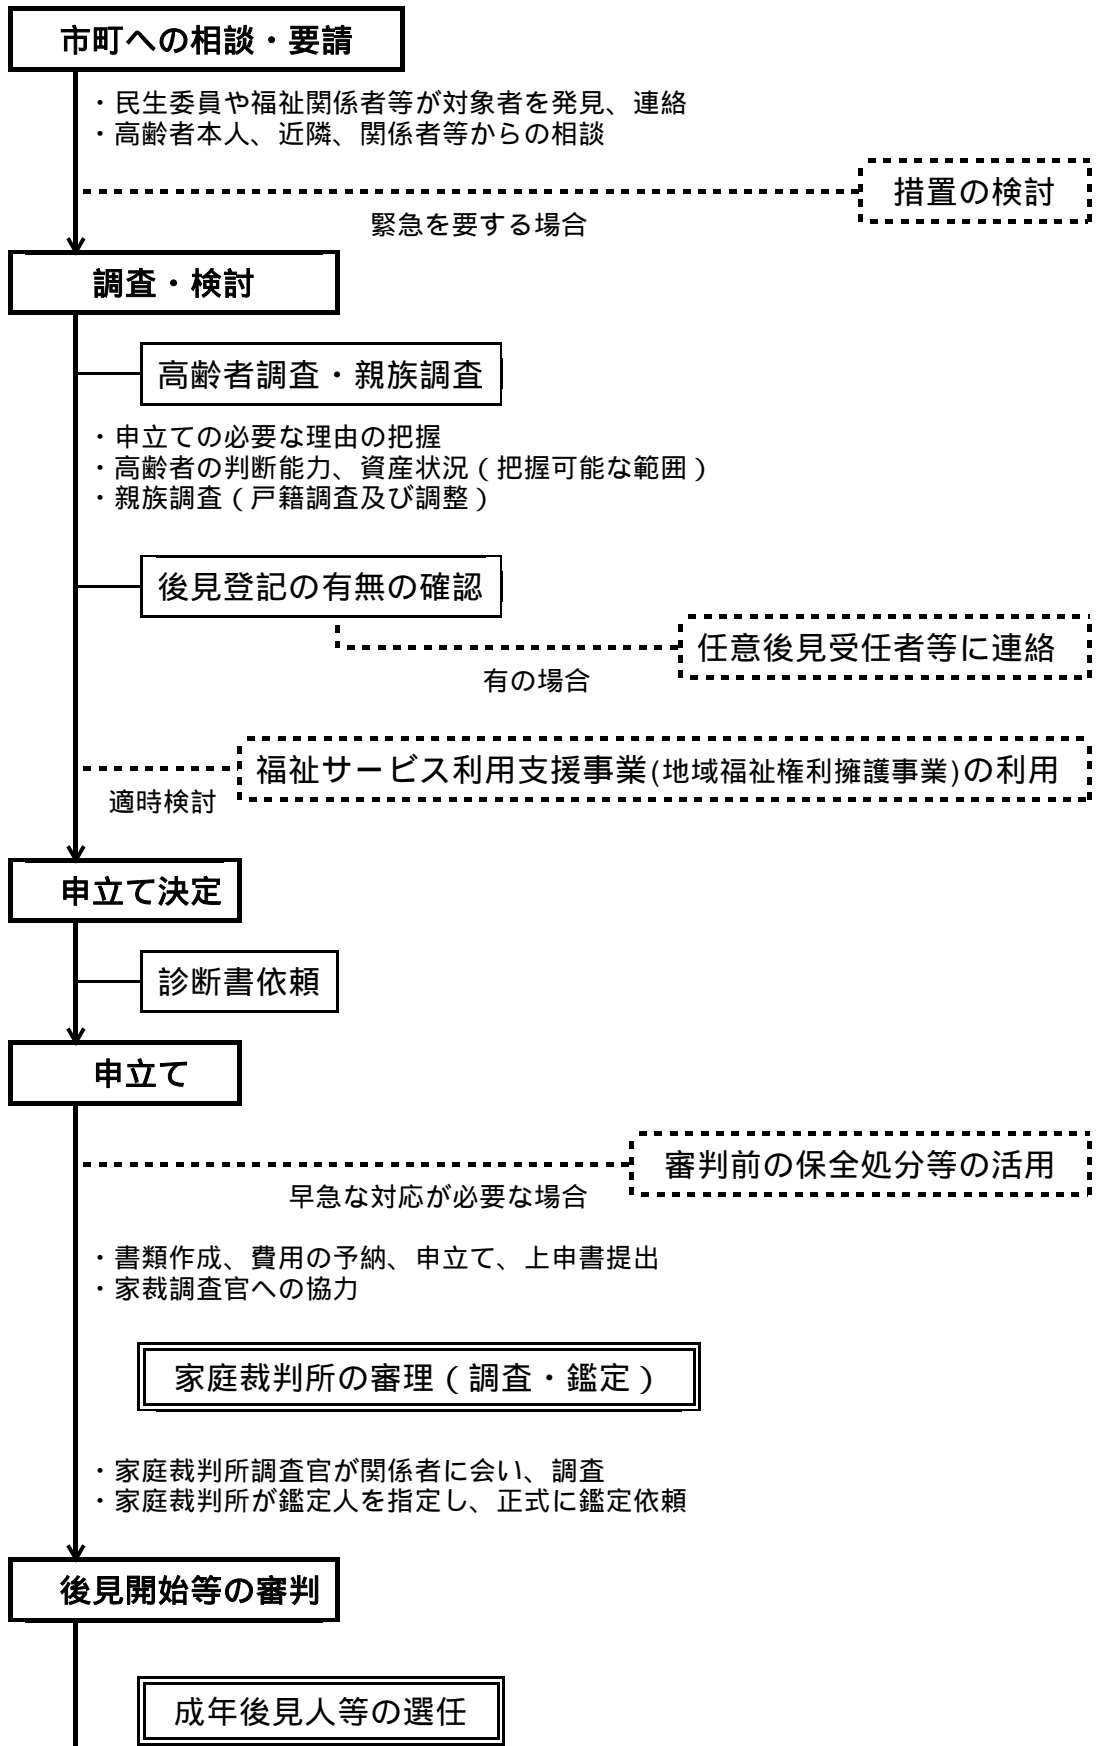 市町への相談・要請
・民生委員や福祉関係者等が対象者を発見、連絡
・高齢者本人、近隣、関係者等からの相談
措置の検討
緊急を要する場合
調査・検討
高齢者調査・親族調査
・申立ての必要な理由の把握
・高齢者の判断能力、資産状況（把握可能な範囲）
・親族調査（戸籍調査及び調整）
後見登記の有無の確認
任意後見受任者等に連絡
有の場合
福祉サービス利用支援事業(地域福祉権利擁護事業)の利用
適時検討
申立て決定
診断書依頼
申立て
審判前の保全処分等の活用
早急な対応が必要な場合
・書類作成、費用の予納、申立て、上申書提出
・家裁調査官への協力
家庭裁判所の審理（調査・鑑定）
・家庭裁判所調査官が関係者に会い、調査
・家庭裁判所が鑑定人を指定し、正式に鑑定依頼
後見開始等の審判
成年後見人等の選任